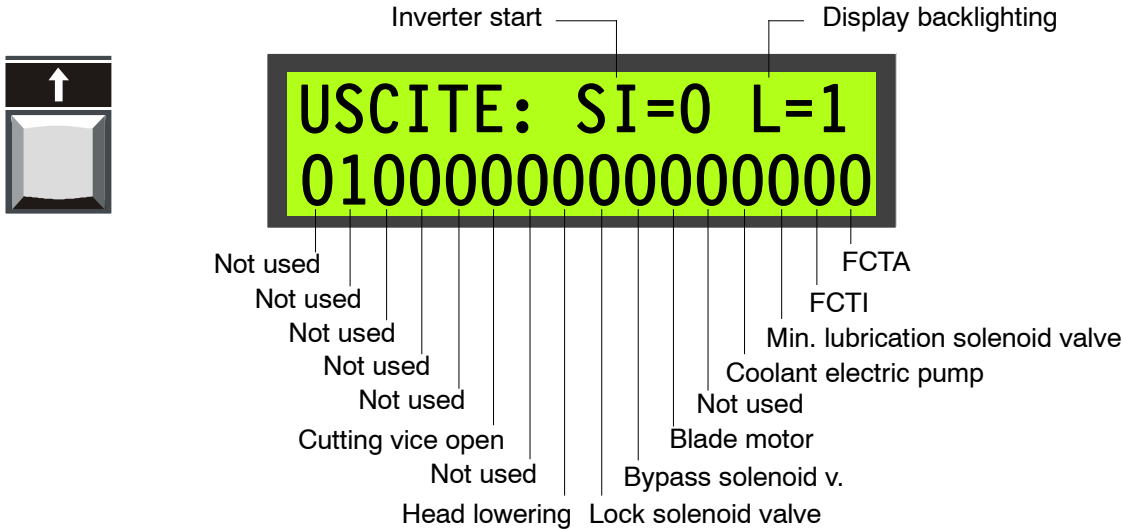 Inverter start
Display backlighting
USCITE: SI=0 L=1
0100000000000000
Not used
FCTA
Not used
FCTI
Not used
Min. lubrication solenoid valve
Not used
Coolant electric pump
Not used
Not used
Cutting vice open
Blade motor
Not used
Bypass solenoid v.
Head lowering
Lock solenoid valve